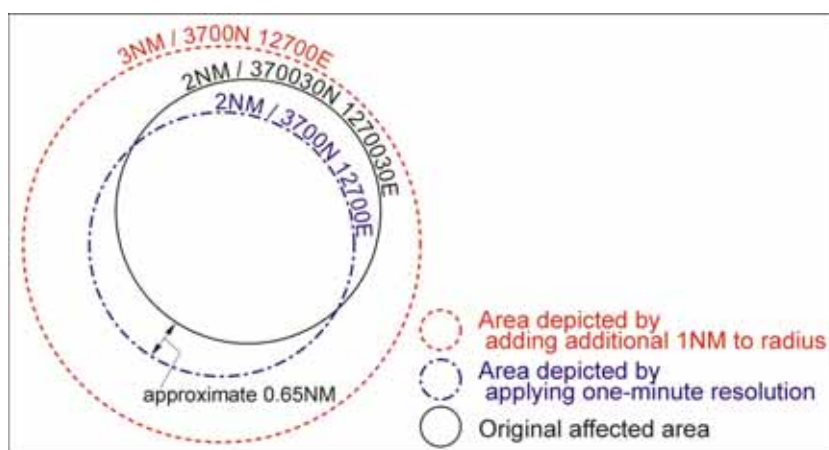 3NM / 3700N 12700E
2NM / 370030N 1270030E
2NM / 3700N 12700E
approximate 0.65NM
Area depicted by
adding additional 1NM to radius
Area depicted by
applying one-minute resolution
Original affected area